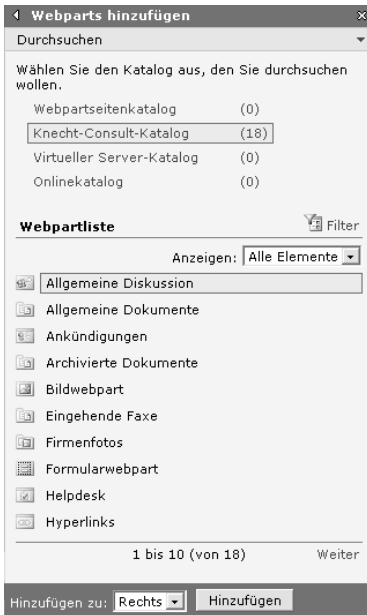 Webparts hinzufügen
Durchsuchen
Wählen Sie den Katalog aus, den Sie durchsuchen
wollen.
Webpartseitenkatalog (0)
Knecht-Consult-Katalog (18)
Virtueller Server-Katalog (0)
Onlinekatalog (0)
Webpartliste Filter
Anzeigen: Alle Elemente
Allgemeine Diskussion
Allgemeine Dokumente
Ankündigungen
Archivierte Dokumente
Bildwebpart
Eingehende Faxe
Firmenfotos
Formularwebpart
Helpdesk
Hyperlinks
1 bis 10 (von 18) Weiter
Hinzufügen zu: Rechts Hinzufügen